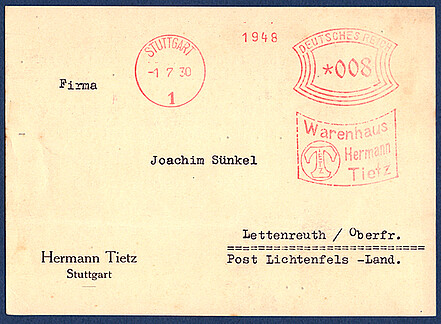 STUTTGART
-1 7 30
1
1948
DEUTSCHES REICH
*008
Warenhaus
Hermann
Tietz
T
Firma
Joachim Sünkel
Lettenreuth / Oberfr.
Post Lichtenfels -Land.
Hermann Tietz
Stuttgart